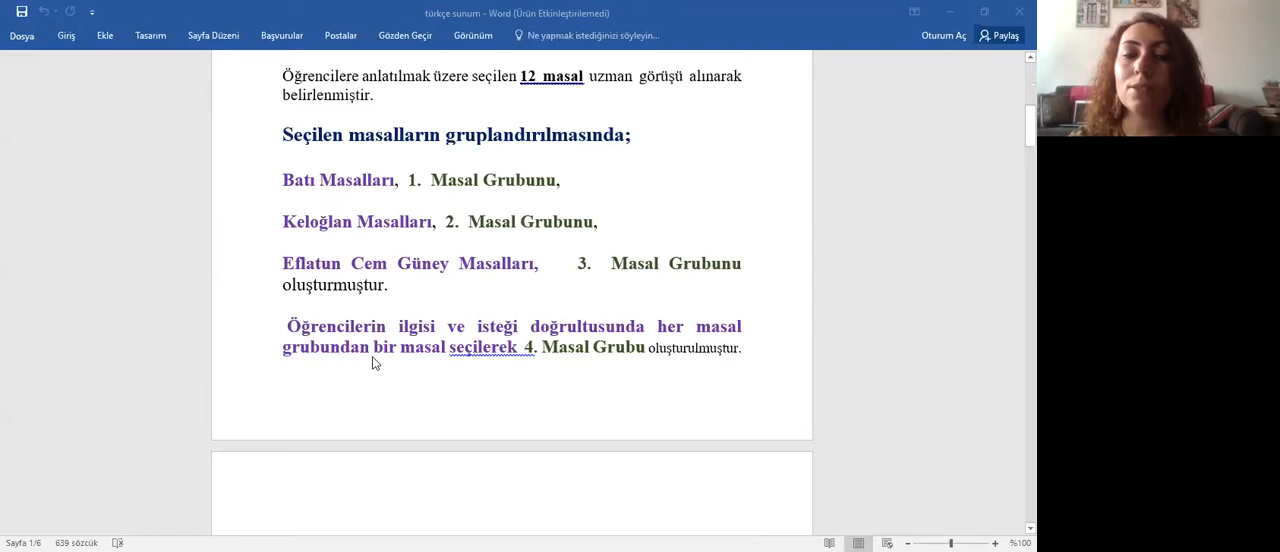 türkçe sunum - Word (Ürün Etkinleştirilemedi)
Dosya Giriş Ekle Tasarım Sayfa Düzeni Başvurular Postalar Gözden Geçir Görünüm Ne yapmak istediğinizi söyleyin... Oturum Aç Paylaş
Öğrencilere anlatılmak üzere seçilen 12 masal uzman görüşü alınarak
belirlenmiştir.
Seçilen masalların gruplandırılmasında;
Batı Masalları, 1. Masal Grubunu,
Keloğlan Masalları, 2. Masal Grubunu,
Eflatun Cem Güney Masalları, 3. Masal Grubunu
oluşturmuştur.
Öğrencilerin ilgisi ve isteği doğrultusunda her masal
grubundan bir masal seçilerek 4. Masal Grubu oluşturulmuştur.
Sayfa 1/6 639 sözcük %100